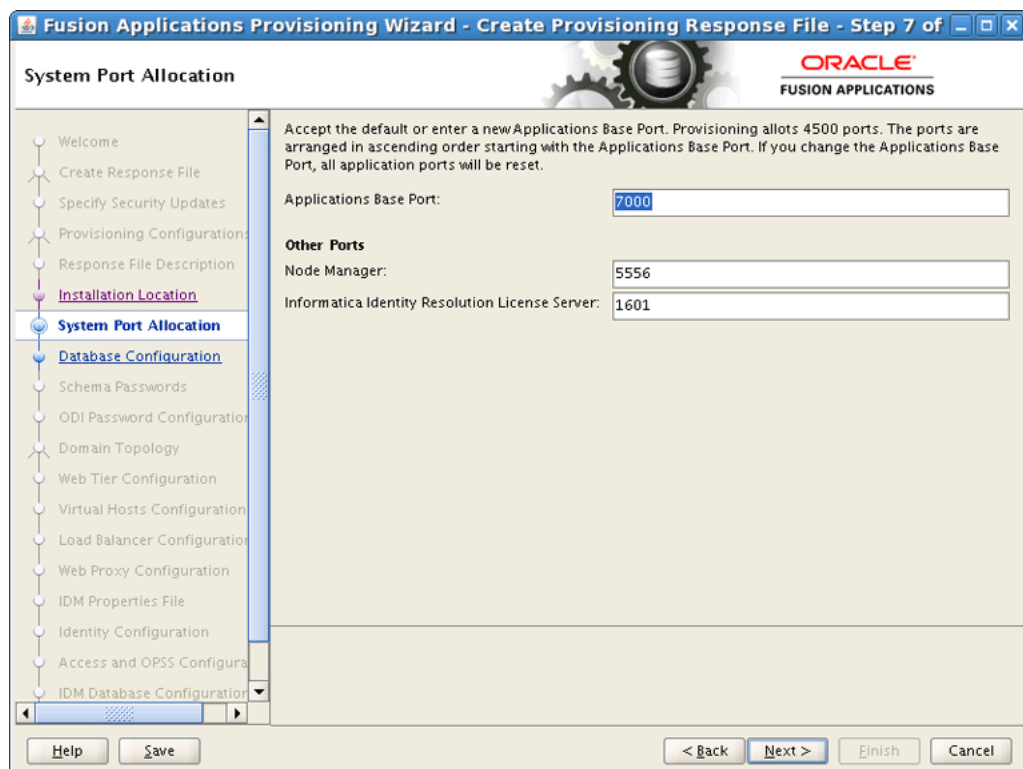 Fusion Applications Provisioning Wizard - Create Provisioning Response File - Step 7 of
System Port Allocation
ORACLE
FUSION APPLICATIONS
Welcome
Create Response File
Specify Security Updates
Provisioning Configurations
Response File Description
Installation Location
System Port Allocation
Database Configuration
Schema Passwords
ODI Password Configuration
Domain Topology
Web Tier Configuration
Virtual Hosts Configuration
Load Balancer Configuration
Web Proxy Configuration
IDM Properties File
Identity Configuration
Access and OPSS Configura
IDM Database Configuration
Accept the default or enter a new Applications Base Port. Provisioning allots 4500 ports. The ports are
arranged in ascending order starting with the Applications Base Port. If you change the Applications Base
Port, all application ports will be reset.
Applications Base Port: 7000
Other Ports
Node Manager: 5556
Informatica Identity Resolution License Server: 1601
Help Save < Back Next > Finish Cancel